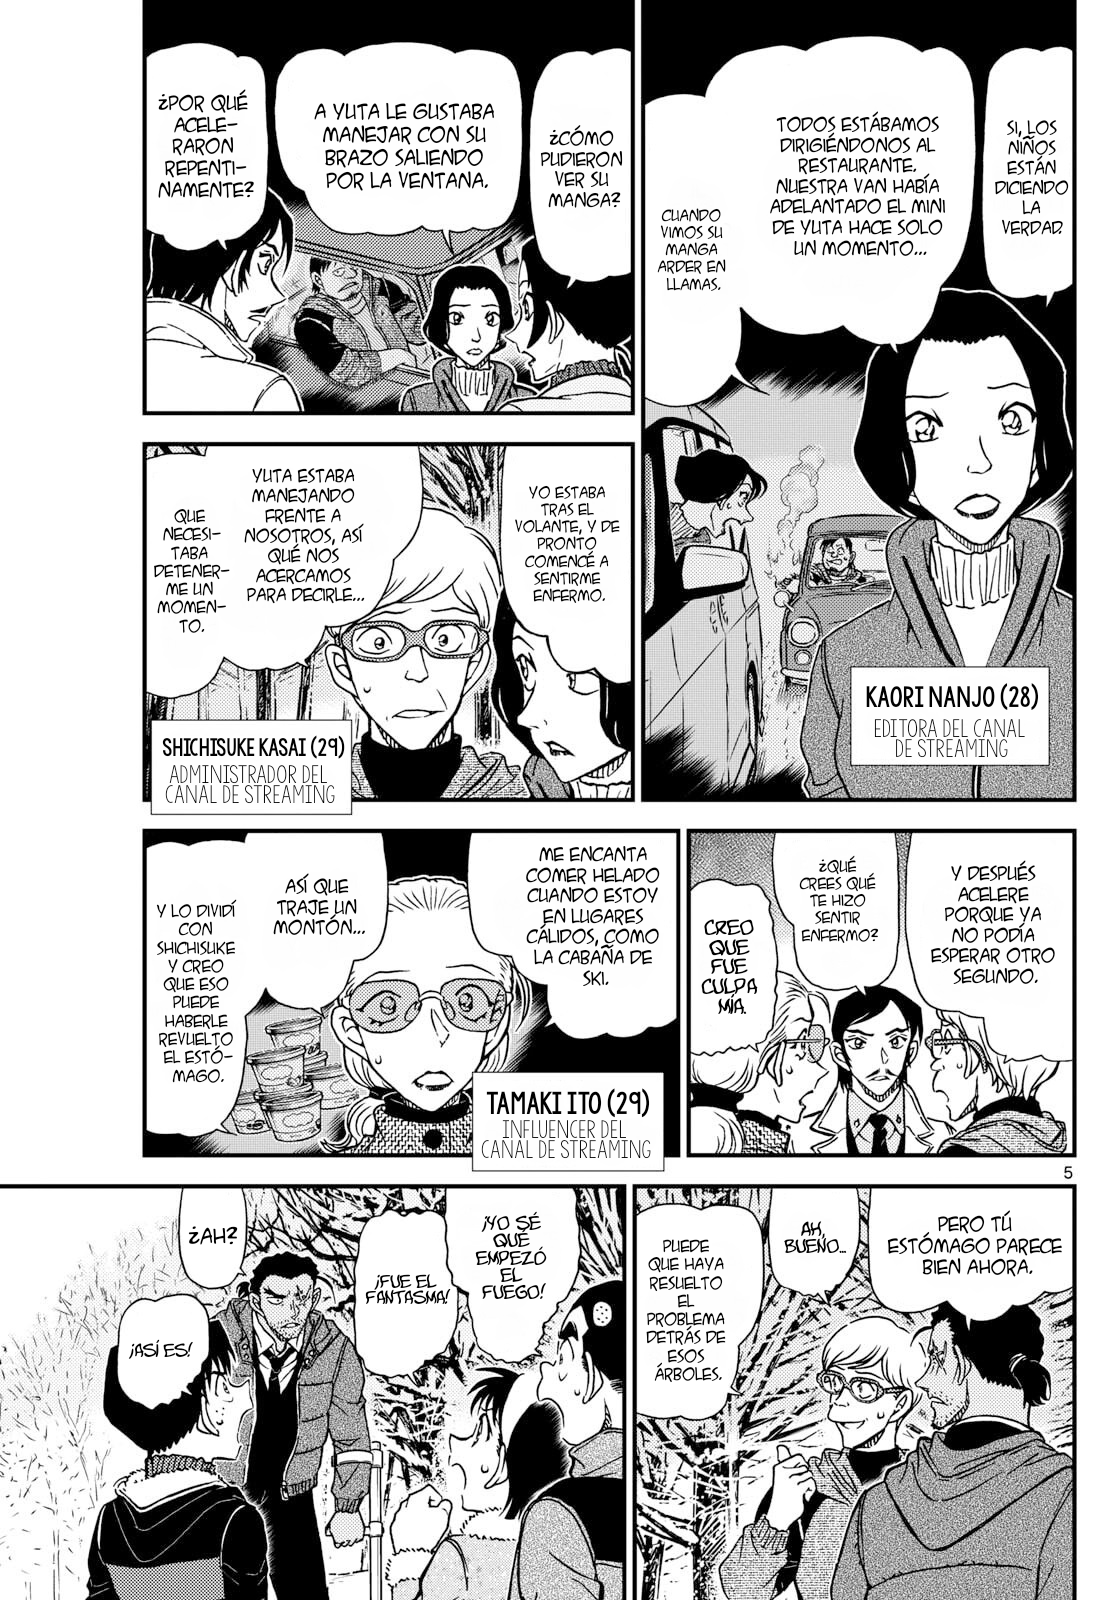 SI, LOS
NIÑOS
ESTÁN
DICIENDO
LA
VERDAD.
TODOS ESTÁBAMOS
DIRIGIÉNDONOS AL
RESTAURANTE.
NUESTRA VAN HABÍA
ADELANTADO EL MINI
DE YUTA HACE SOLO
UN MOMENTO...
CUANDO
VIMOS SU
MANGA
ARDER EN
LLAMAS.
KAORI NANJO (28)
EDITORA DEL CANAL
DE STREAMING
¿CÓMO
PUDIERON
VER SU
MANGA?
A YUTA LE GUSTABA
MANEJAR CON SU
BRAZO SALIENDO
POR LA VENTANA.
¿POR QUÉ
ACELE-
RARON
REPENTI-
NAMENTE?
YO ESTABA
TRAS EL
VOLANTE, Y DE
PRONTO
COMENCÉ A
SENTIRME
ENFERMO.
YUTA ESTABA
MANEJANDO
FRENTE A
NOSOTROS, ASÍ
QUÉ NOS
ACERCAMOS
PARA DECIRLE...
QUE
NECESI-
TABA
DETENER-
ME UN
MOMEN-
TO.
SHICHISUKE KASAI (29)
ADMINISTRADOR DEL
CANAL DE STREAMING
Y DESPUÉS
ACELERE
PORQUE YA
NO PODÍA
ESPERAR OTRO
SEGUNDO.
¿QUÉ
CREES QUÉ
TE HIZO
SENTIR
ENFERMO?
CREO
QUE
FUE
CULPA
MÍA.
ME ENCANTA
COMER HELADO
CUANDO ESTOY
EN LUGARES
CÁLIDOS, COMO
LA CABAÑA DE
SKI.
ASÍ QUE
TRAJE UN
MONTÓN...
Y LO DIVIDÍ
CON
SHICHISUKE
Y CREO
QUE ESO
PUEDE
HABERLE
REVUELTO
EL ESTÓ-
MAGO.
TAMAKI ITO (29)
INFLUENCER DEL
CANAL DE STREAMING
5
PERO TÚ
ESTÓMAGO PARECE
BIEN AHORA.
AH,
BUENO...
PUEDE
QUE HAYA
RESUELTO
EL
PROBLEMA
DETRÁS DE
ESOS
ÁRBOLES.
¡YO SÉ
QUÉ
EMPEZÓ
EL
FUEGO!
¡FUE EL
FANTASMA!
¿AH?
¡ASÍ ES!